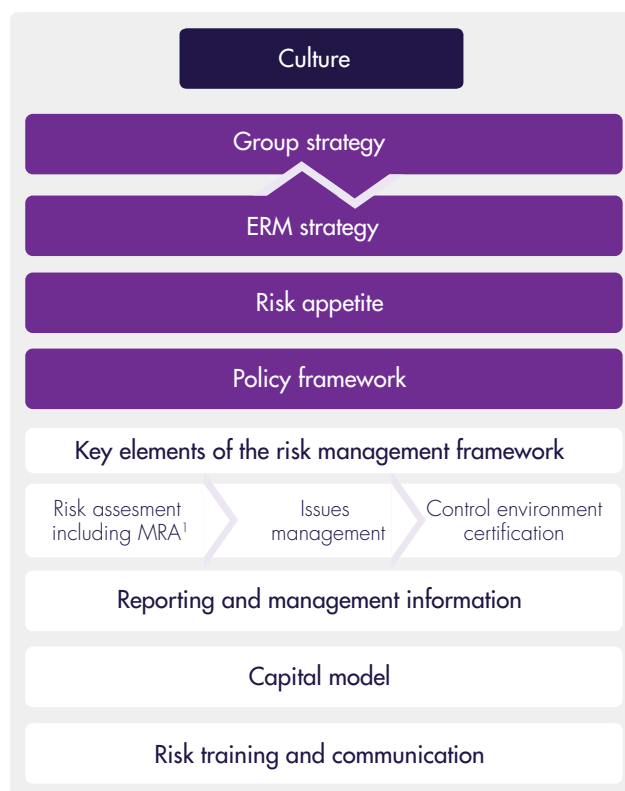 Culture
Group strategy
ERM strategy
Risk appetite
Policy framework
Key elements of the risk management framework
Risk assesment
including MRA¹
Issues
management
Control environment
certification
Reporting and management information
Capital model
Risk training and communication